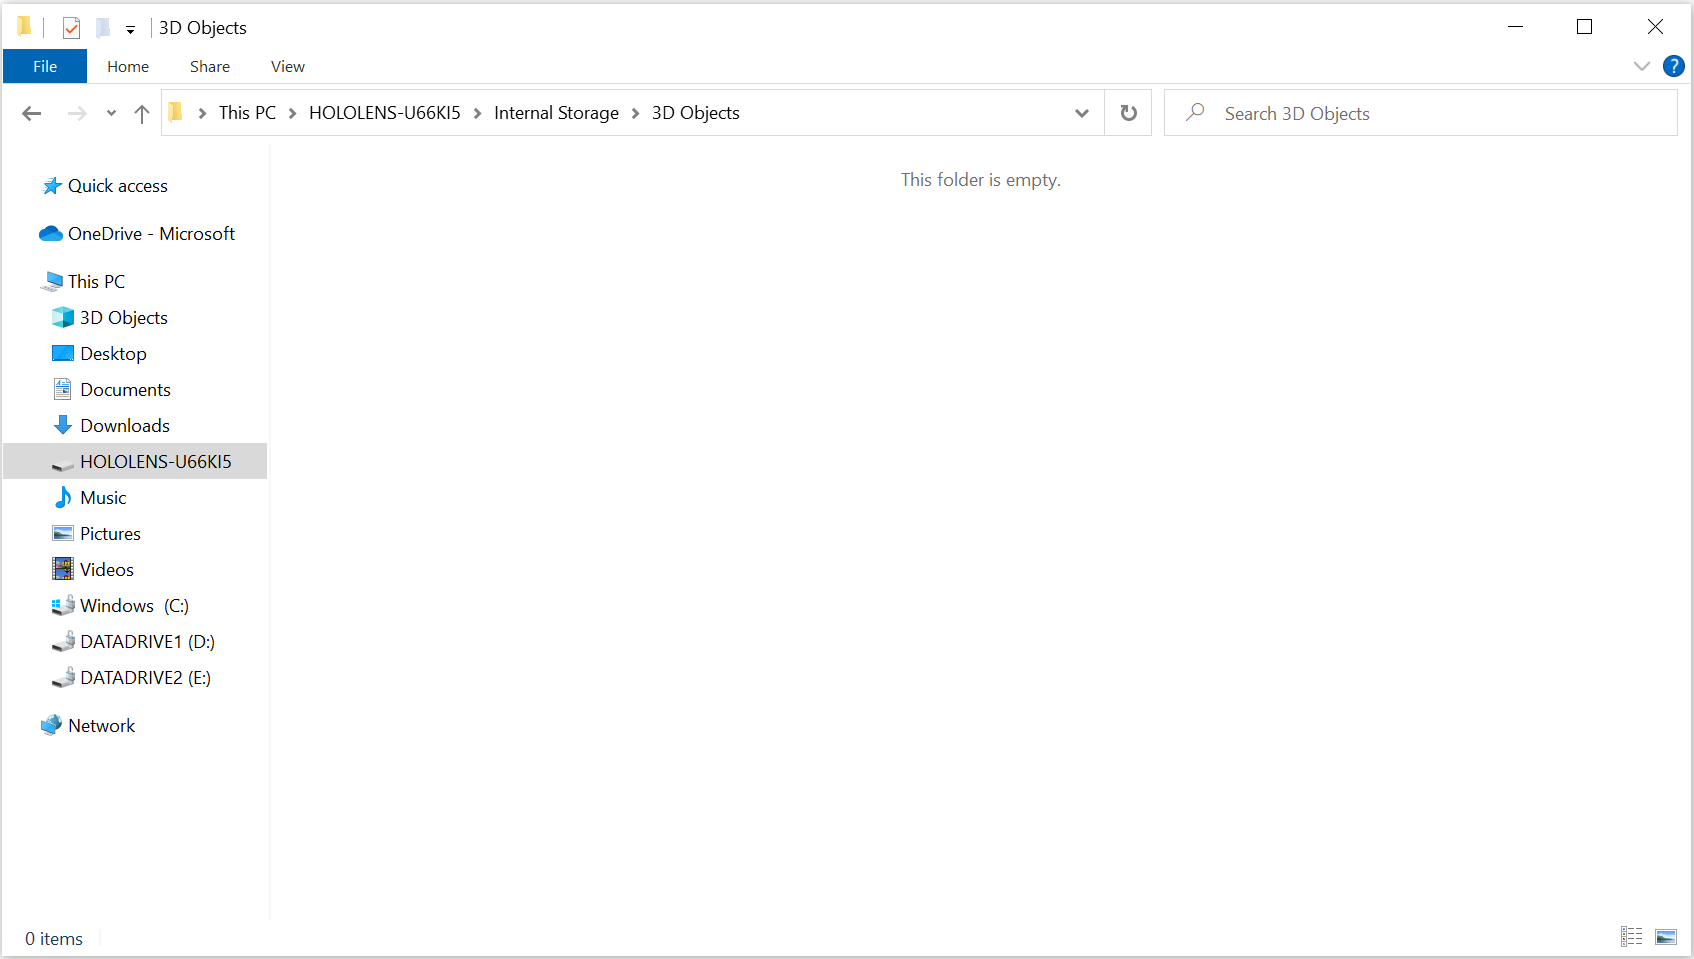 3D Objects
File Home Share View
This PC HOLOLENS-U66KI5 Internal Storage 3D Objects Search 3D Objects
This folder is empty.
Quick access
OneDrive - Microsoft
This PC
3D Objects
Desktop
Documents
Downloads
HOLOLENS-U66KI5
Music
Pictures
Videos
Windows (C:)
DATADRIVE1 (D:)
DATADRIVE2 (E:)
Network
0 items